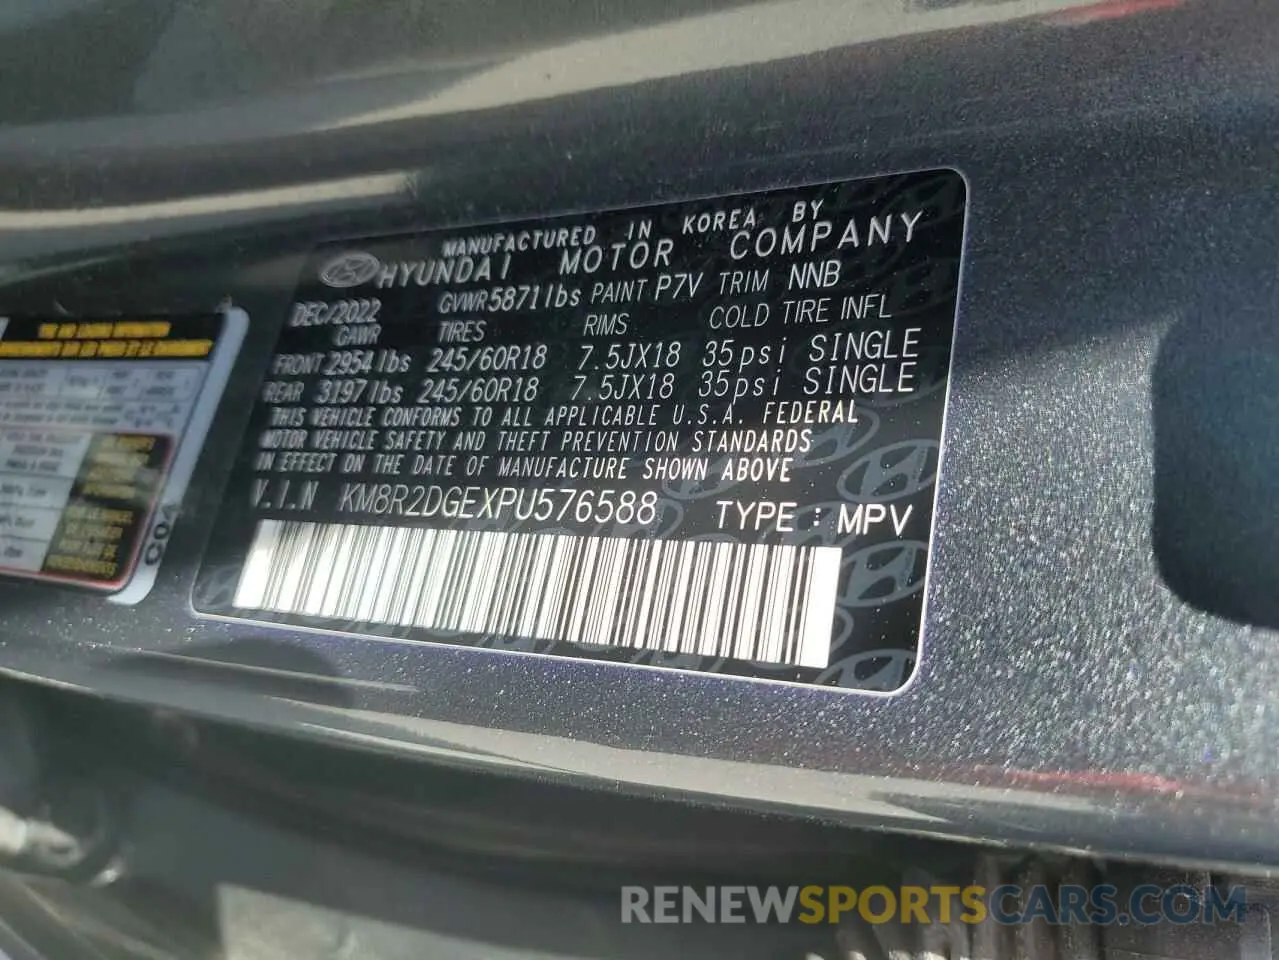 MANUFACTURED IN KOREA BY
HYUNDAI MOTOR COMPANY
DEC/2022 GVWR 5871lbs PAINT P7V TRIM NNB
GAWR TIRES RIMS COLD TIRE INFL
FRONT 2954lbs 245/60R18 7.5JX18 35psi SINGLE
REAR 3197lbs 245/60R18 7.5JX18 35psi SINGLE
THIS VEHICLE CONFORMS TO ALL APPLICABLE U.S.A. FEDERAL
MOTOR VEHICLE SAFETY AND THEFT PREVENTION STANDARDS
IN EFFECT ON THE DATE OF MANUFACTURE SHOWN ABOVE
V.I.N KM8R2DGEXPU576588 TYPE : MPV
RENEWSPORTSCARS.COM